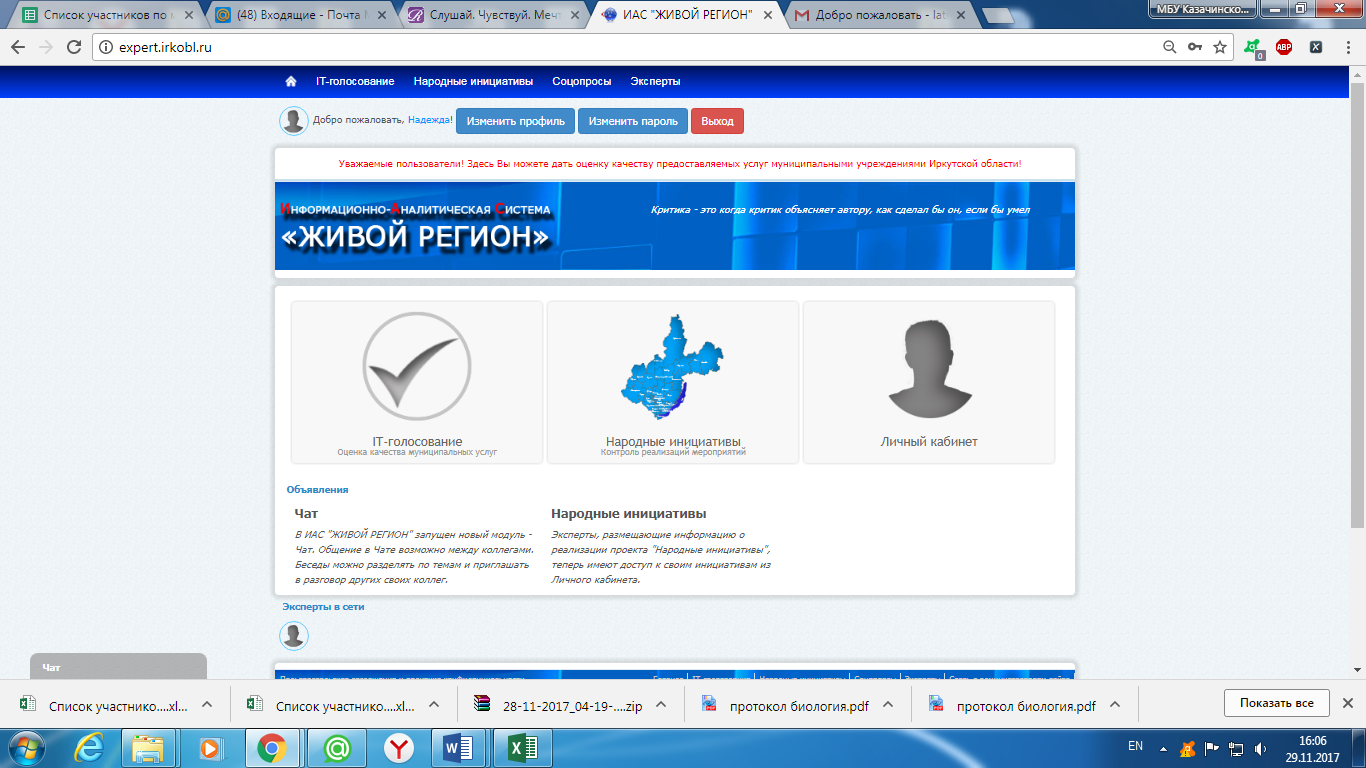 Список участников по м
(48) Входящие - Почта M
Слушай. Чувствуй. Мечт
ИАС "ЖИВОЙ РЕГИОН"
Добро пожаловать - lat
МБУ Казачинско...
expert.irkobl.ru
ABP
0
IT-голосование
Народные инициативы
Соцопросы
Эксперты
Добро пожаловать, Надежда!
Изменить профиль
Изменить пароль
Выход
Уважаемые пользователи! Здесь Вы можете дать оценку качеству предоставляемых услуг муниципальными учреждениями Иркутской области!
Информационно-Аналитическая Система
«ЖИВОЙ РЕГИОН»
Критика - это когда критик объясняет автору, как сделал бы он, если бы умел
IT-голосование
Оценка качества муниципальных услуг
Народные инициативы
Контроль реализаций мероприятий
Личный кабинет
Объявления
Чат
В ИАС "ЖИВОЙ РЕГИОН" запущен новый модуль -
Чат. Общение в Чате возможно между коллегами.
Беседы можно разделять по темам и приглашать
в разговор других своих коллег.
Народные инициативы
Эксперты, размещающие информацию о
реализации проекта "Народные инициативы",
теперь имеют доступ к своим инициативам из
Личного кабинета.
Эксперты в сети
Чат
Список участнико....xl...
Список участнико....xl...
28-11-2017_04-19-....zip
протокол биология.pdf
протокол биология.pdf
Показать все
EN
16:06
29.11.2017